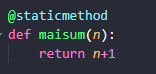 @staticmethod
def maisum(n):
    return n+1